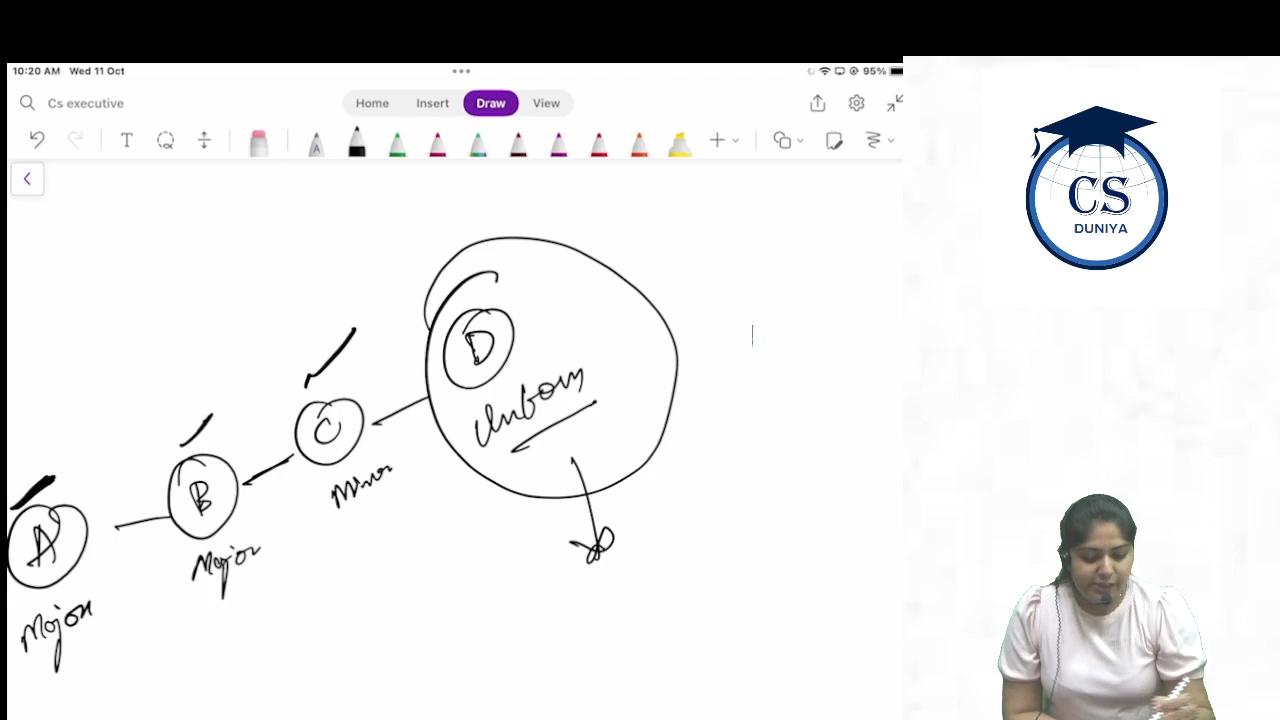 10:20 AM Wed 11 Oct
95%
Cs executive
Home Insert Draw View
T
A
CS
DUNIYA
D
Unborn
C
Minor
B
Major
A
Major